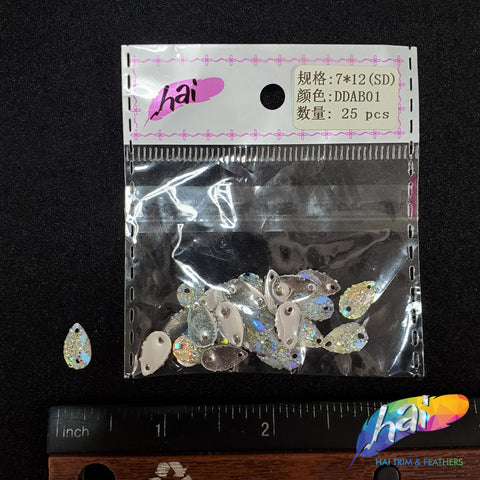 hai
规格: 7*12(SD)
颜色:DDAB01
数量: 25 pcs
inch 1 2
hai
HAI TRIM & FEATHERS